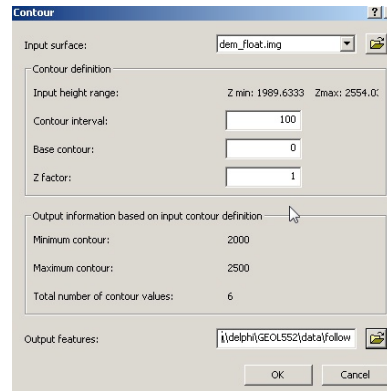 Contour
Input surface: dem_float.img
Contour definition
Input height range: Z min: 1989.6333 Zmax: 2554.0
Contour interval: 100
Base contour: 0
Z factor: 1
Output information based on input contour definition
Minimum contour: 2000
Maximum contour: 2500
Total number of contour values: 6
Output features: \delphi\GEOL552\data\follow
OK Cancel